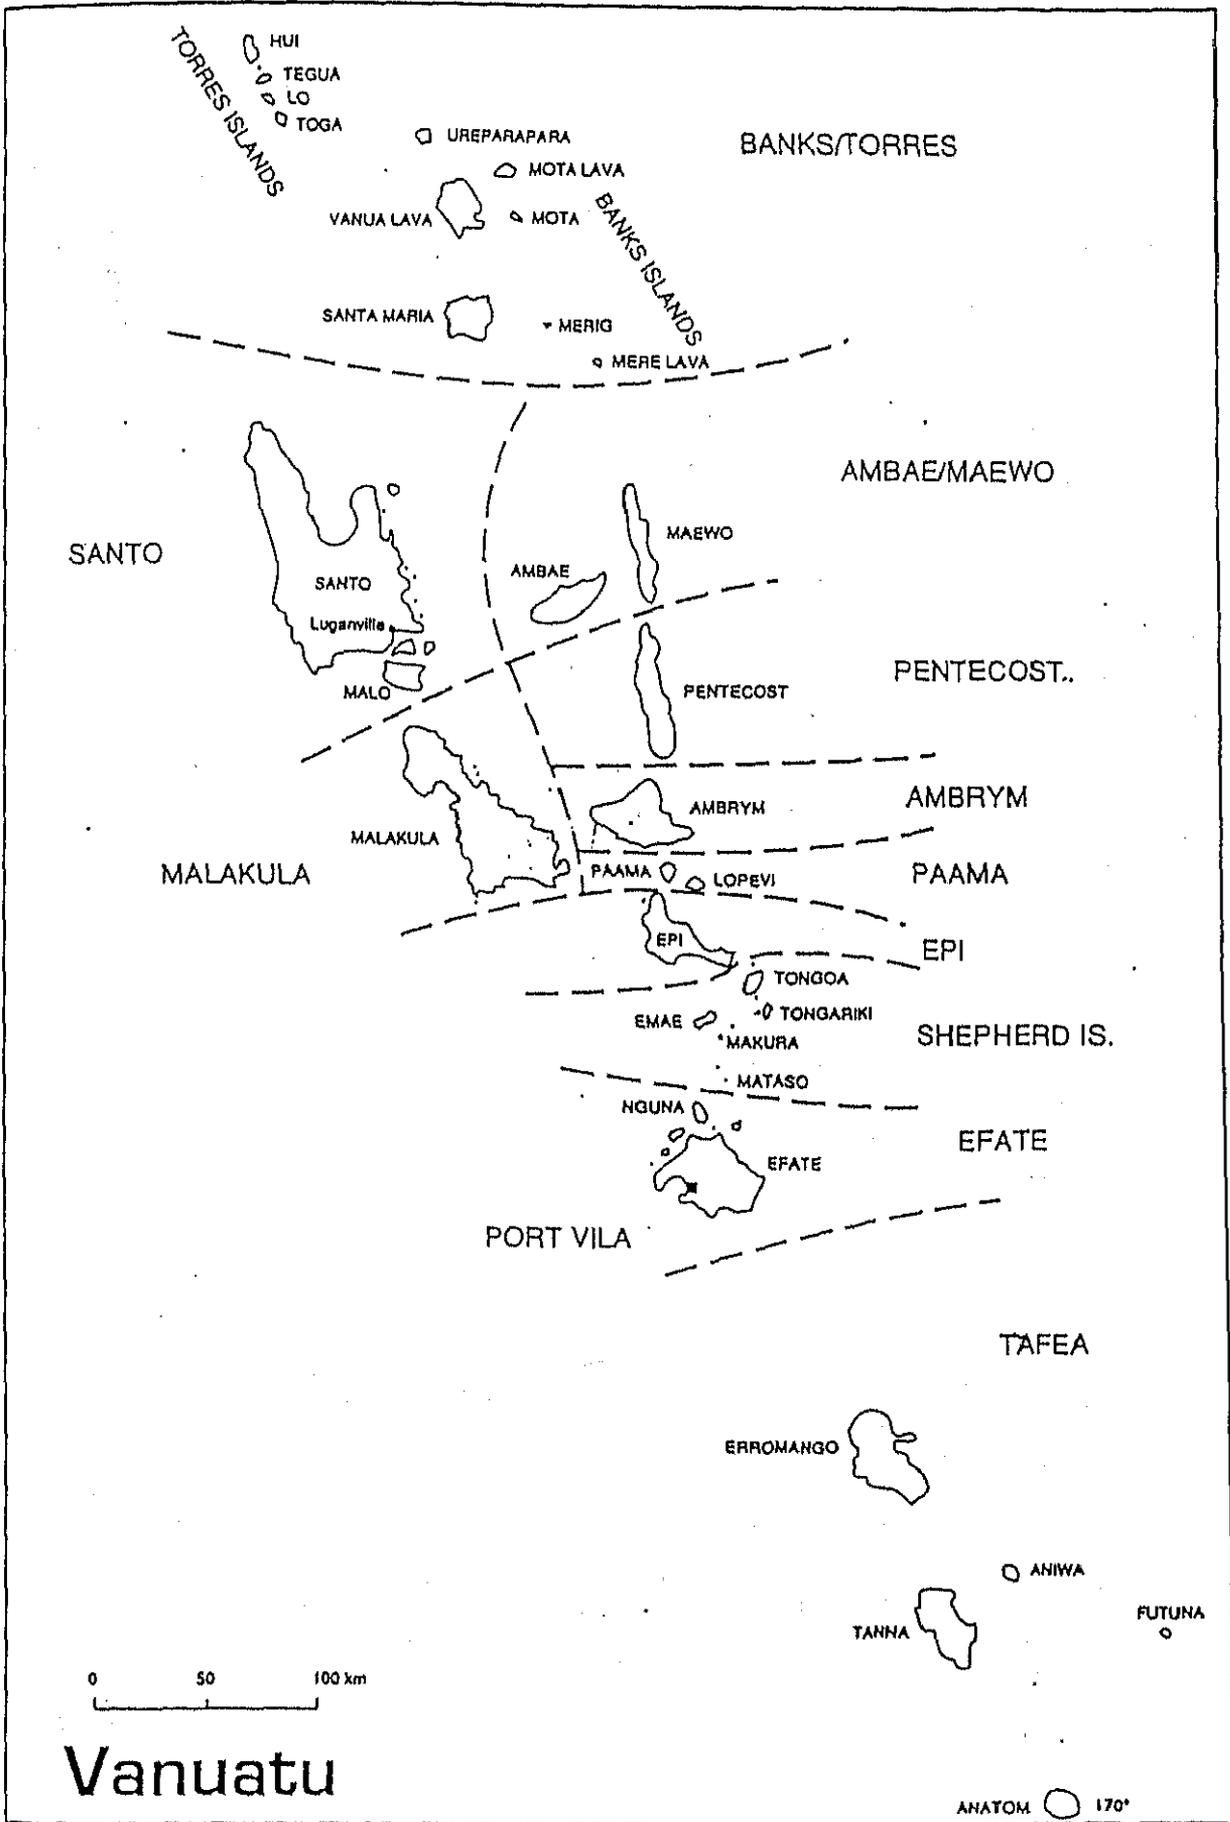 HUI
TEGUA
LO
TOGA
TORRES ISLANDS
UREPARAPARA
BANKS/TORRES
MOTA LAVA
VANUA LAVA
MOTA
BANKS ISLANDS
SANTA MARIA
MERIG
MERE LAVA
AMBAE/MAEWO
MAEWO
SANTO
AMBAE
SANTO
Luganville
PENTECOST..
MALO
PENTECOST
AMBRYM
AMBRYM
MALAKULA
MALAKULA
PAAMA
LOPEVI
PAAMA
EPI
EPI
TONGOA
TONGARIKI
EMAE
MAKURA
SHEPHERD IS.
MATASO
NGUNA
EFATE
EFATE
PORT VILA
TAFEA
ERROMANGO
ANIWA
FUTUNA
TANNA
0 50 100 km
Vanuatu
ANATOM 170°